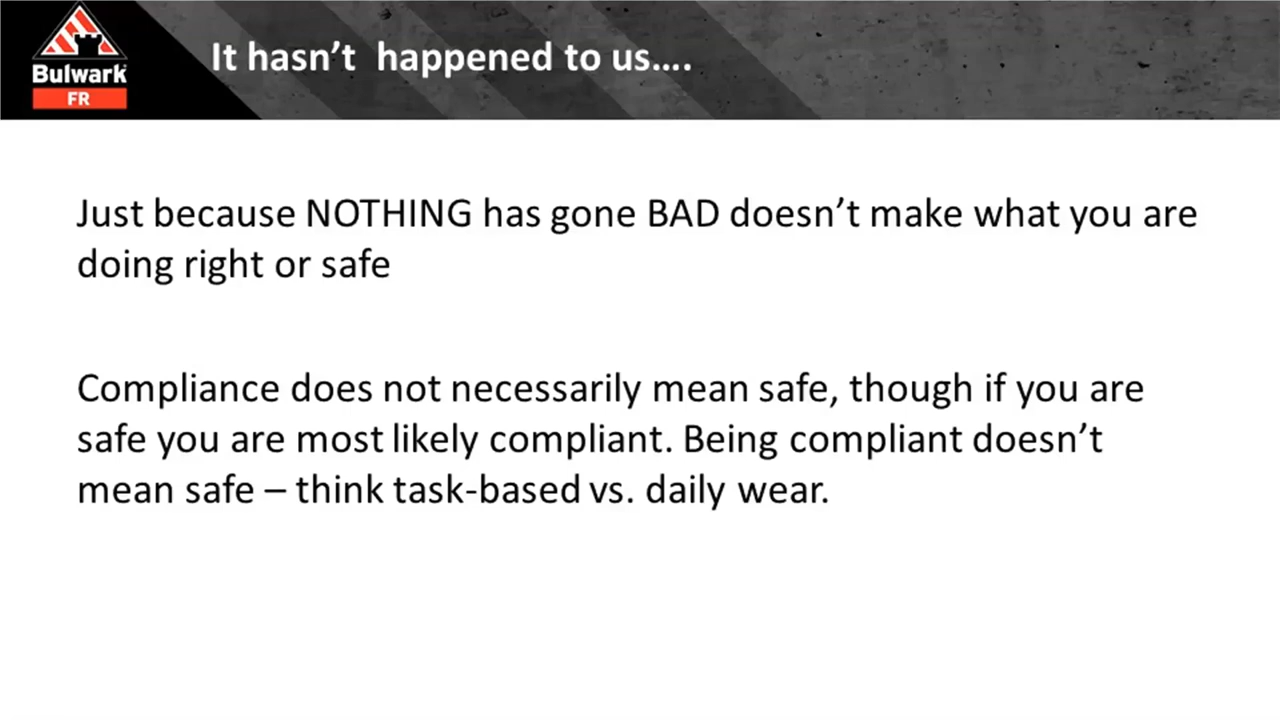 Bulwark
FR
It hasn’t  happened to us….
Just because NOTHING has gone BAD doesn’t make what you are
doing right or safe
Compliance does not necessarily mean safe, though if you are
safe you are most likely compliant. Being compliant doesn’t
mean safe – think task-based vs. daily wear.